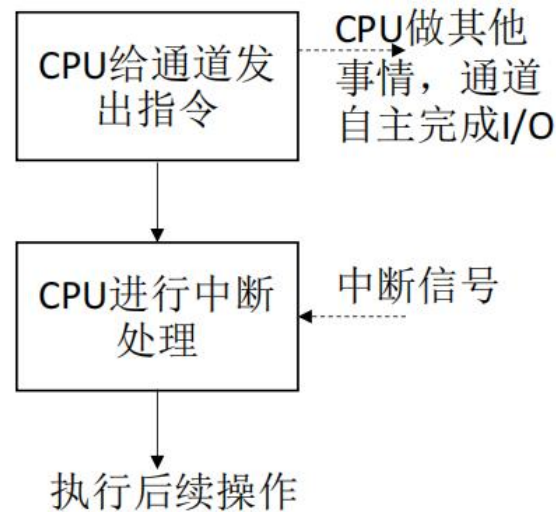 CPU给通道发
出指令
CPU做其他
事情，通道
自主完成I/O
CPU进行中断
处理
中断信号
执行后续操作